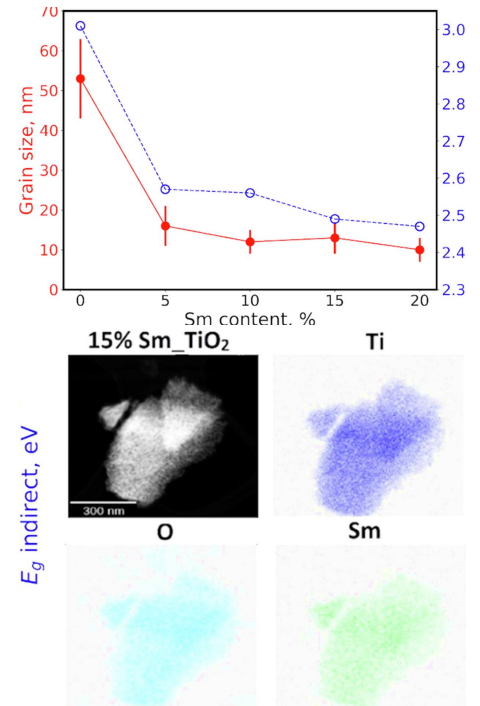 70
60
50
40
30
20
10
0
Grain size, nm
3.0
2.9
2.8
2.7
2.6
2.5
2.4
2.3
0 5 10 15 20
Sm content, %
15% Sm_TiO₂
Ti
300 nm
E_g indirect, eV
O
Sm